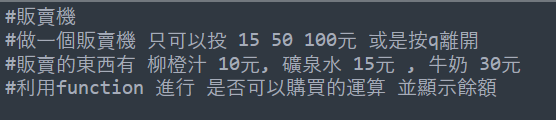 #販賣機
#做一個販賣機 只可以投 15 50 100元 或是按q離開
#販賣的東西有 柳橙汁 10元, 礦泉水 15元 , 牛奶 30元
#利用function 進行 是否可以購買的運算 並顯示餘額